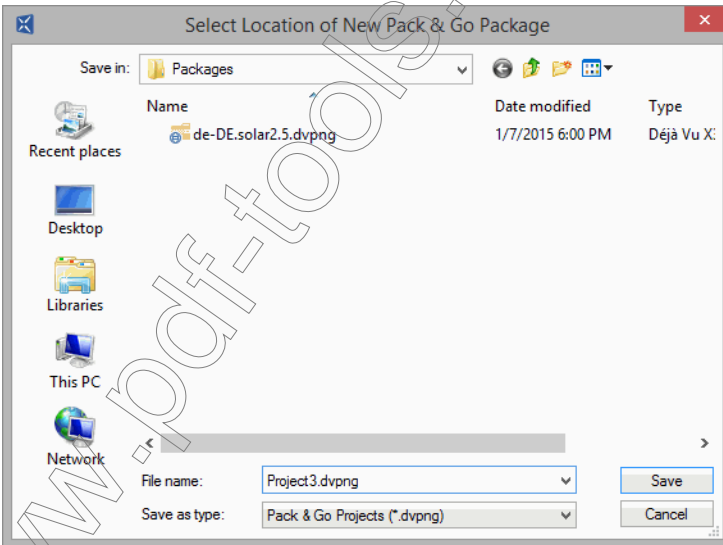 Select Location of New Pack & Go Package
Save in: Packages
Name Date modified Type
de-DE.solar2.5.dvpng 1/7/2015 6:00 PM Déjà Vu X
Recent places
Desktop
Libraries
This PC
Network
File name: Project3.dvpng Save
Save as type: Pack & Go Projects (*.dvpng) Cancel
w.pdf-tools.